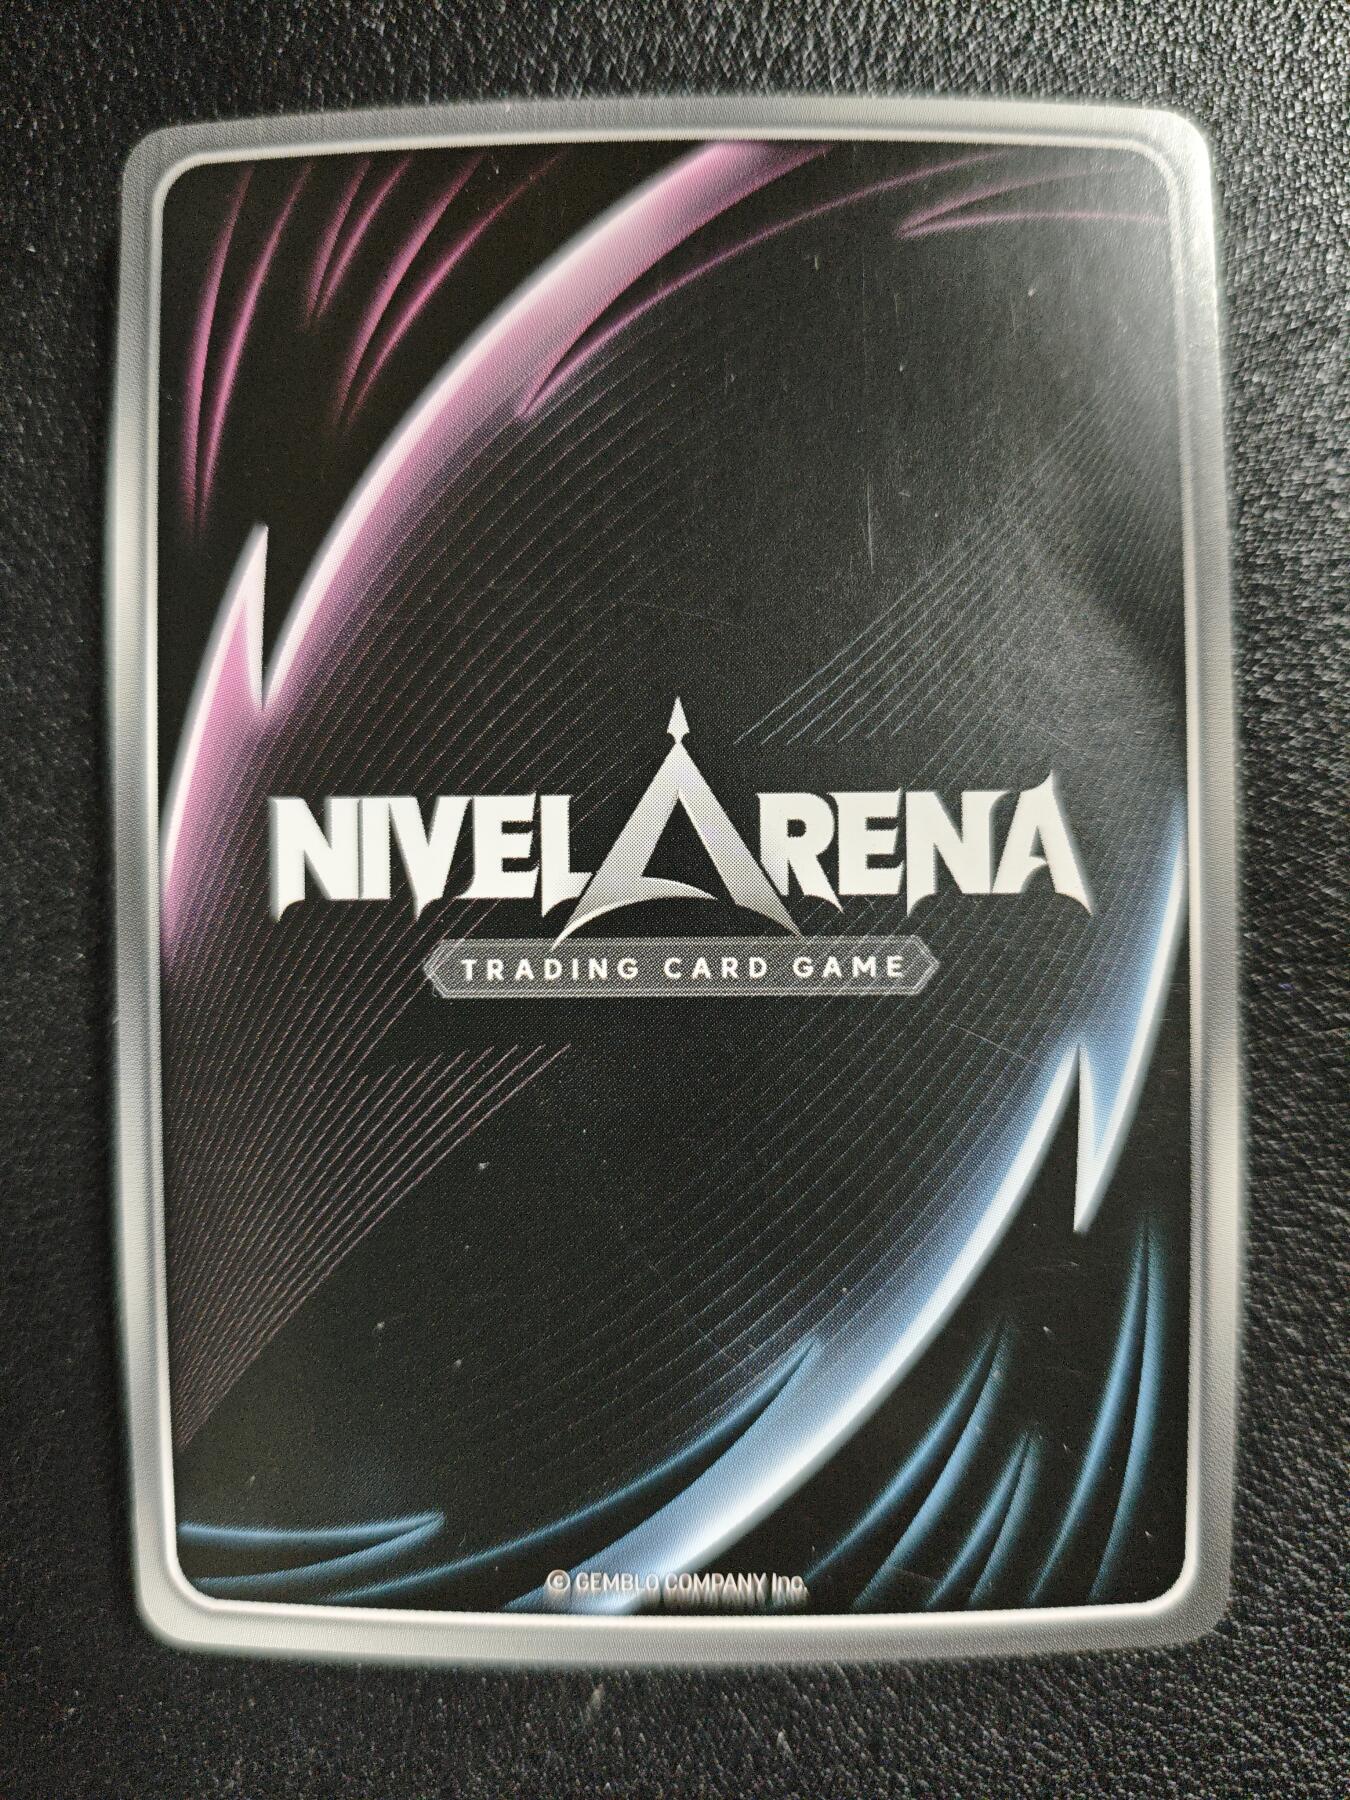 NIVEL ARENA
TRADING CARD GAME
© GEMBLO COMPANY Inc.